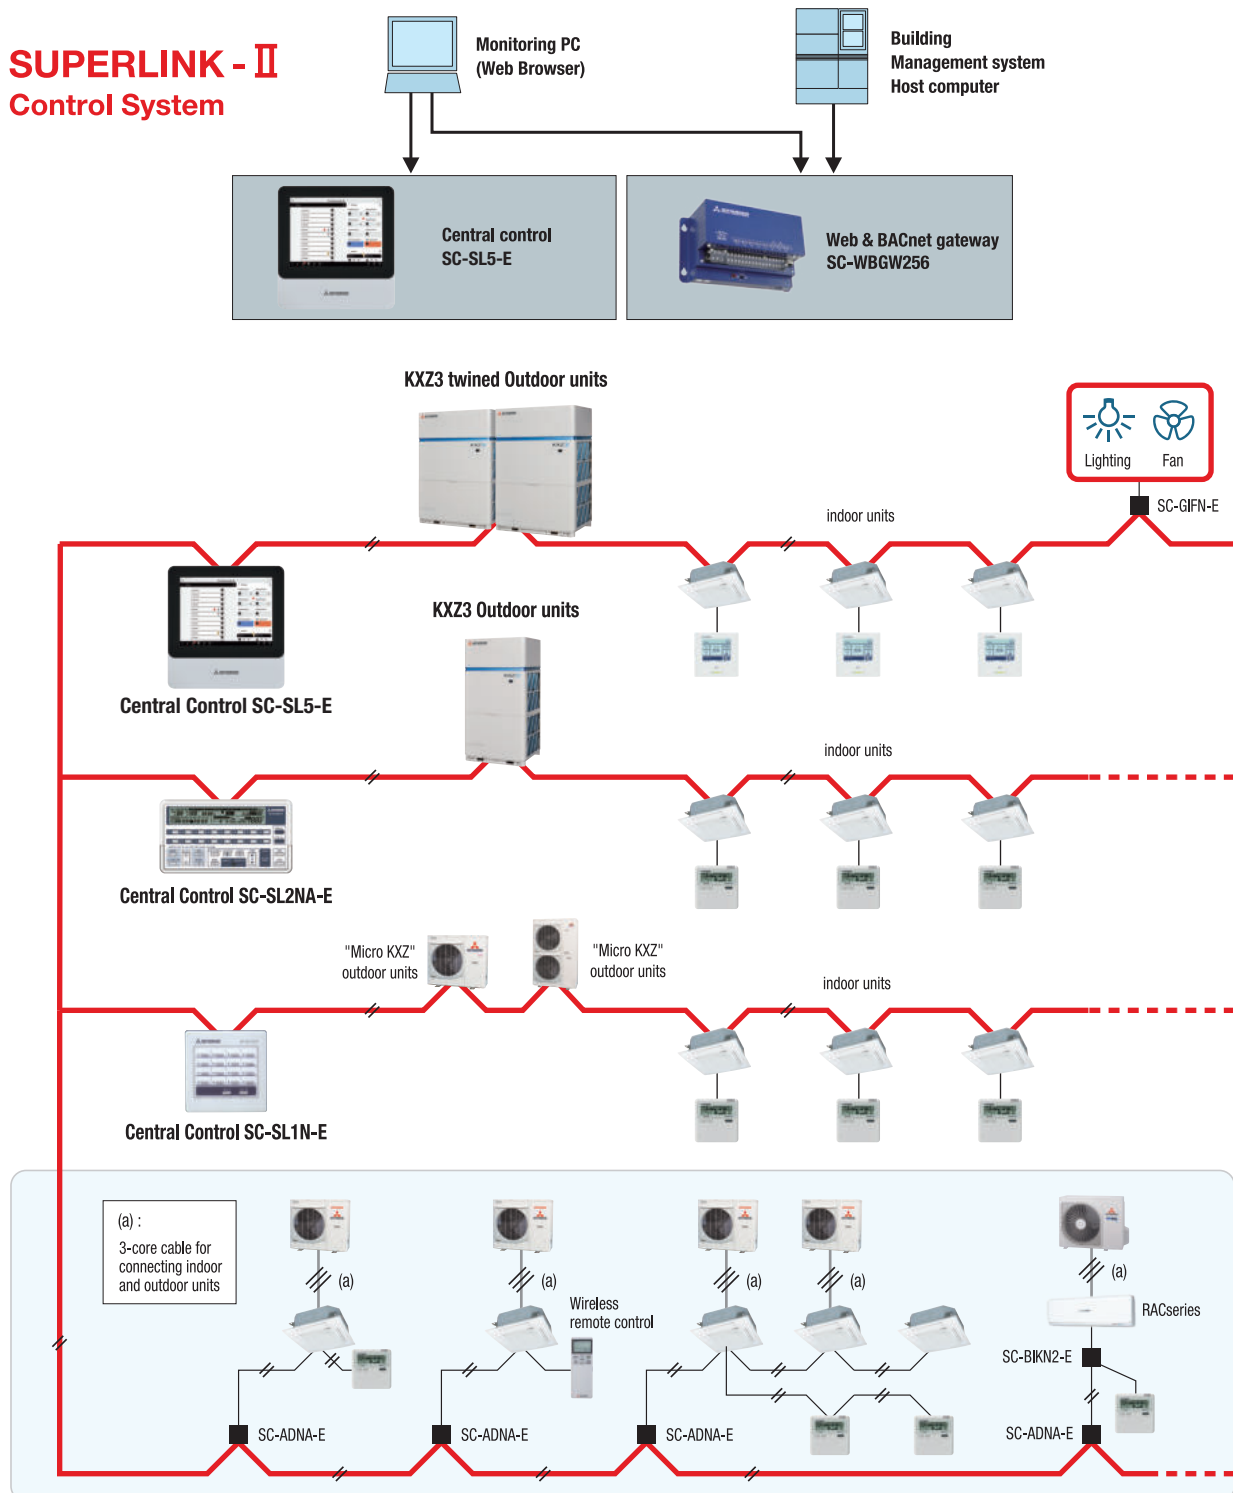 SUPERLINK - II
Control System
Monitoring PC
(Web Browser)
Building
Management system
Host computer
Central control
SC-SL5-E
Web & BACnet gateway
SC-WBGW256
KXZ3 twined Outdoor units
Lighting
Fan
SC-GIFN-E
indoor units
Central Control SC-SL5-E
KXZ3 Outdoor units
indoor units
Central Control SC-SL2NA-E
"Micro KXZ"
outdoor units
"Micro KXZ"
outdoor units
indoor units
Central Control SC-SL1N-E
(a) :
3-core cable for
connecting indoor
and outdoor units
(a)
(a)
(a)
(a)
(a)
Wireless
remote control
RACseries
SC-BIKN2-E
SC-ADNA-E
SC-ADNA-E
SC-ADNA-E
SC-ADNA-E